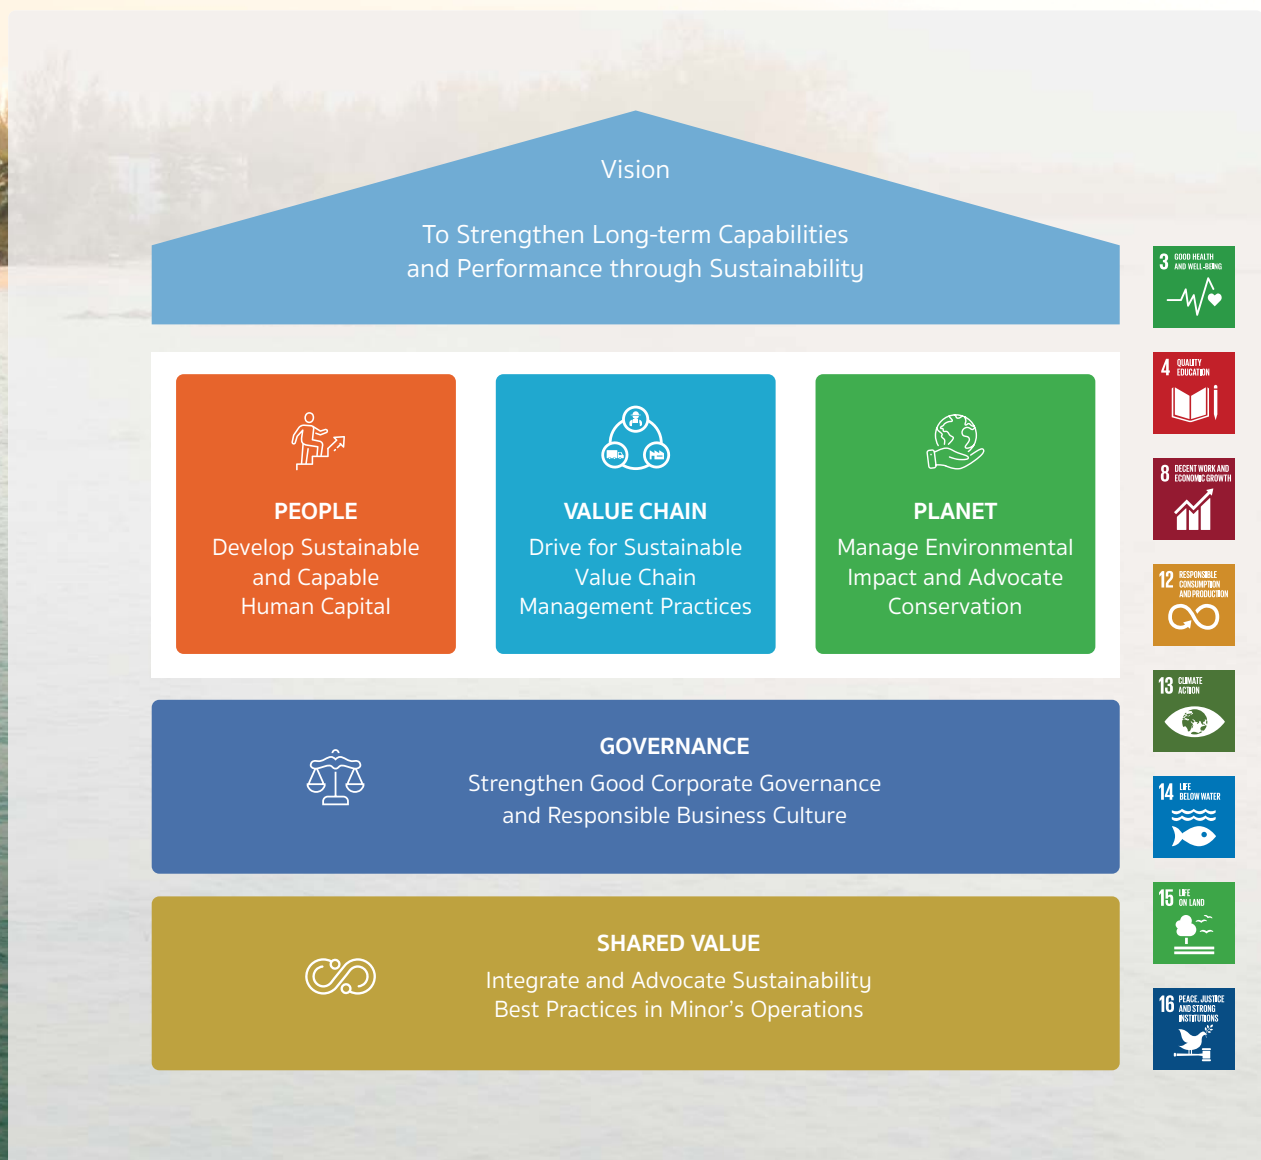 Vision
To Strengthen Long-term Capabilities
and Performance through Sustainability
PEOPLE
Develop Sustainable
and Capable
Human Capital
VALUE CHAIN
Drive for Sustainable
Value Chain
Management Practices
PLANET
Manage Environmental
Impact and Advocate
Conservation
GOVERNANCE
Strengthen Good Corporate Governance
and Responsible Business Culture
SHARED VALUE
Integrate and Advocate Sustainability
Best Practices in Minor's Operations
3 GOOD HEALTH
AND WELL-BEING
4 QUALITY
EDUCATION
8 DECENT WORK AND
ECONOMIC GROWTH
12 RESPONSIBLE
CONSUMPTION
AND PRODUCTION
13 CLIMATE
ACTION
14 LIFE
BELOW WATER
15 LIFE
ON LAND
16 PEACE, JUSTICE
AND STRONG
INSTITUTIONS